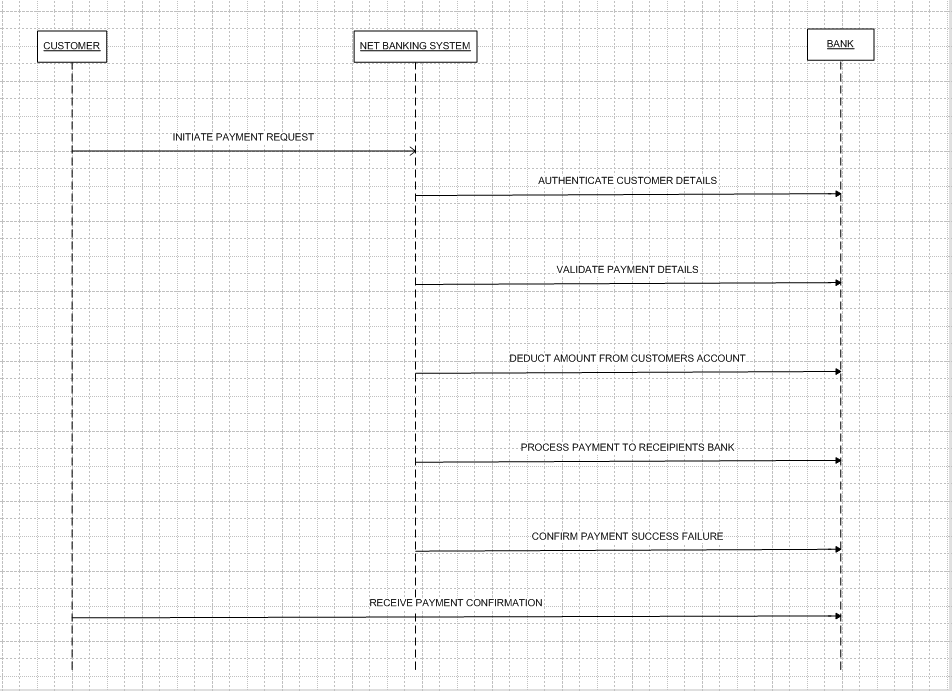 CUSTOMER
NET BANKING SYSTEM
BANK
INITIATE PAYMENT REQUEST
AUTHENTICATE CUSTOMER DETAILS
VALIDATE PAYMENT DETAILS
DEDUCT AMOUNT FROM CUSTOMERS ACCOUNT
PROCESS PAYMENT TO RECEIPIENTS BANK
CONFIRM PAYMENT SUCCESS FAILURE
RECEIVE PAYMENT CONFIRMATION